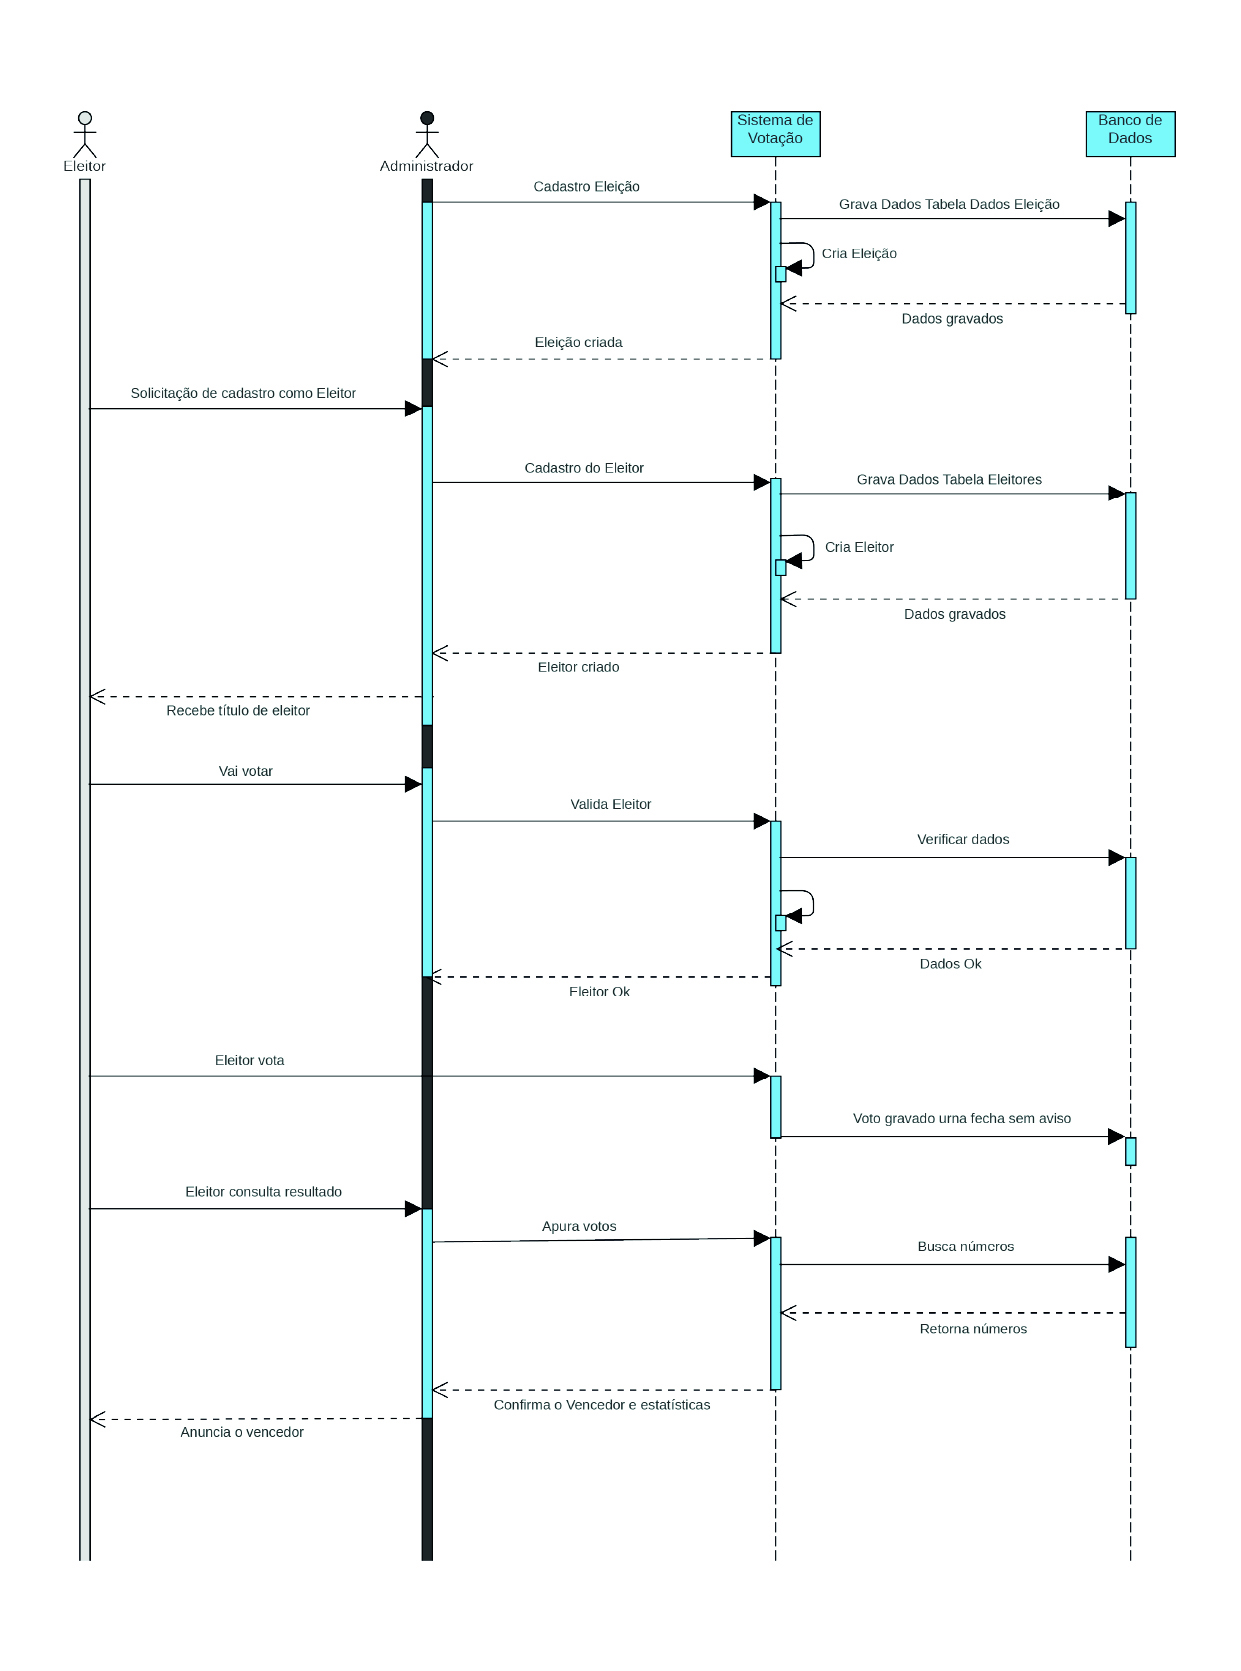 Eleitor
Administrador
Sistema de
Votação
Banco de
Dados
Cadastro Eleição
Grava Dados Tabela Dados Eleição
Cria Eleição
Dados gravados
Eleição criada
Solicitação de cadastro como Eleitor
Cadastro do Eleitor
Grava Dados Tabela Eleitores
Cria Eleitor
Dados gravados
Eleitor criado
Recebe título de eleitor
Vai votar
Valida Eleitor
Verificar dados
Dados Ok
Eleitor Ok
Eleitor vota
Voto gravado urna fecha sem aviso
Eleitor consulta resultado
Apura votos
Busca números
Retorna números
Confirma o Vencedor e estatísticas
Anuncia o vencedor